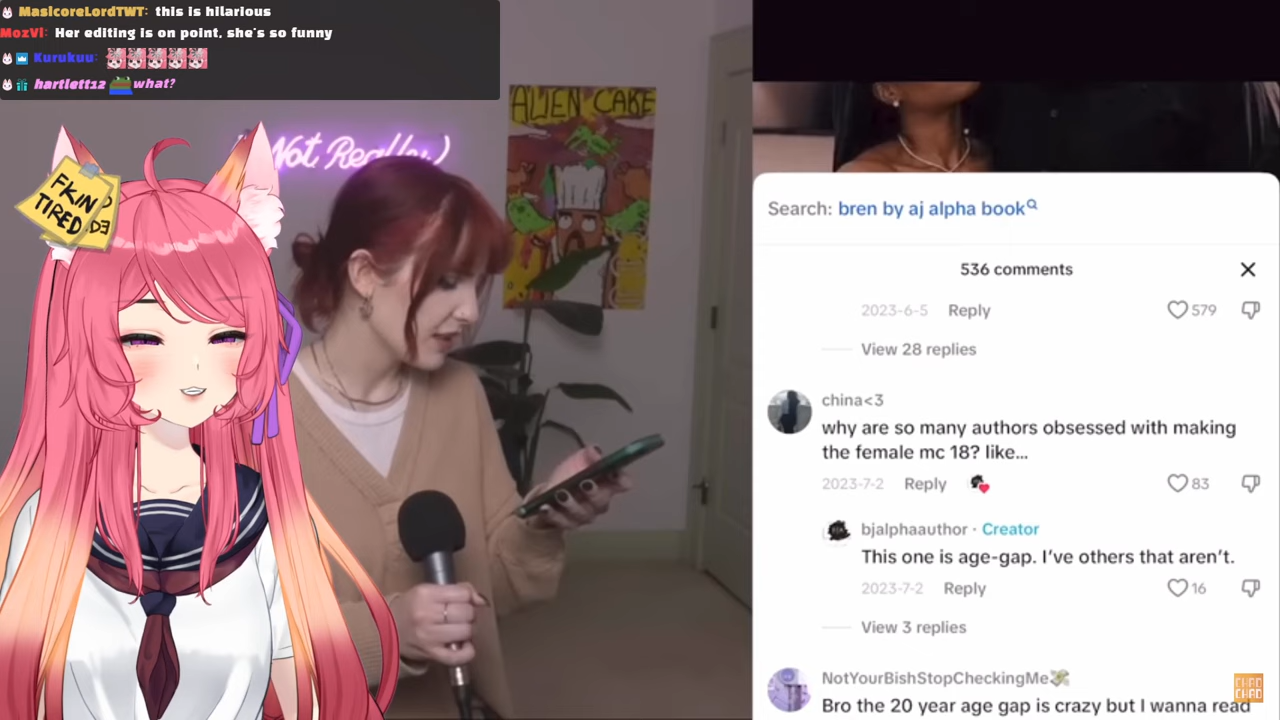 MasicoreLordTWT: this is hilarious
MozVi: Her editing is on point, she's so funny
Kurukuu:
hartlett12 what?
FKIN
TIRED
Not Really)
ALIEN CAKE
Search: bren by aj alpha book
536 comments
2023-6-5 Reply 579
View 28 replies
china<3
why are so many authors obsessed with making
the female mc 18? like...
2023-7-2 Reply 83
bjalphaauthor · Creator
This one is age-gap. I've others that aren't.
2023-7-2 Reply 16
View 3 replies
NotYourBishStopCheckingMe💸
Bro the 20 year age gap is crazy but I wanna read
CHAD
CHAD